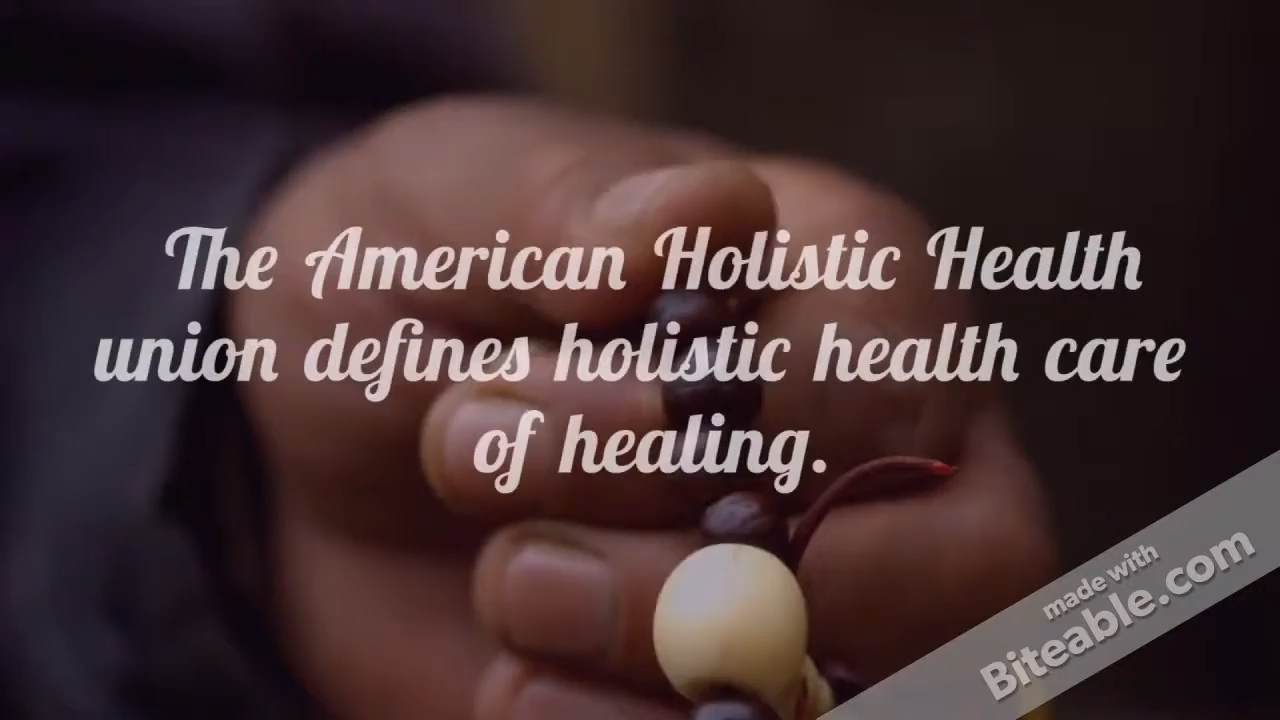 The American Holistic Health
union defines holistic health care
of healing.
made with
Biteable.com